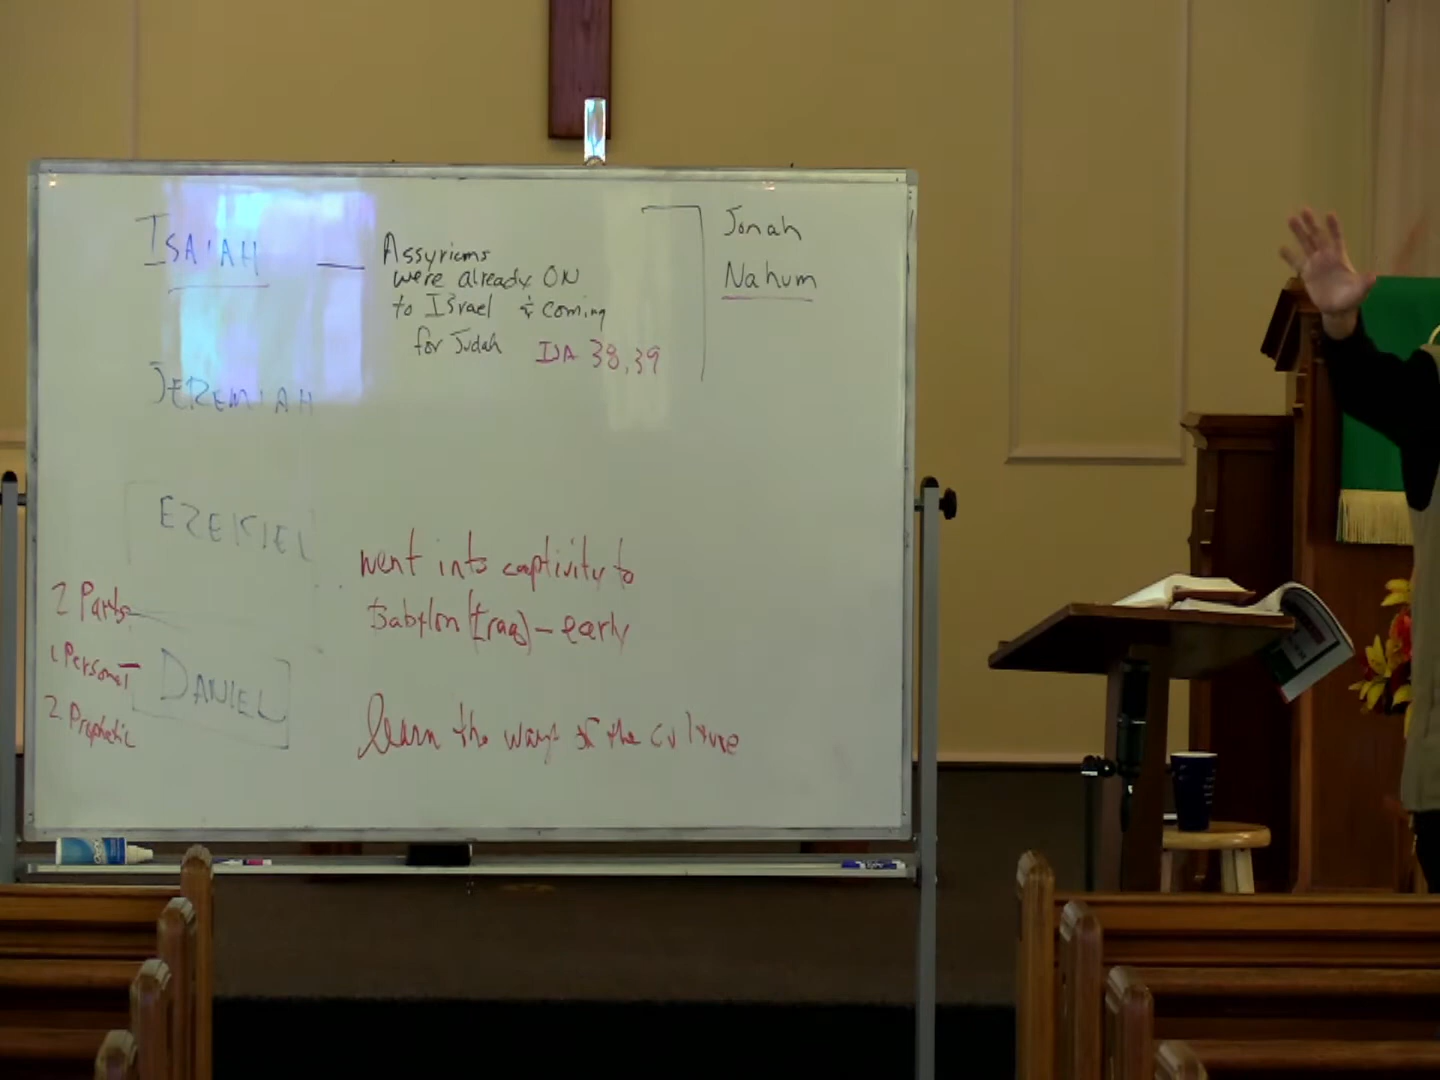 ISAIAH
Assyrians
were already ON
to Israel & coming
for Judah ISA 38,39
Jonah
Nahum
JEREMIAH
EZEKIEL
went into captivity to
Babylon (Iraq) - early
2 Parts
1 Personal
2 Prophetic
DANIEL
learn the ways of the culture